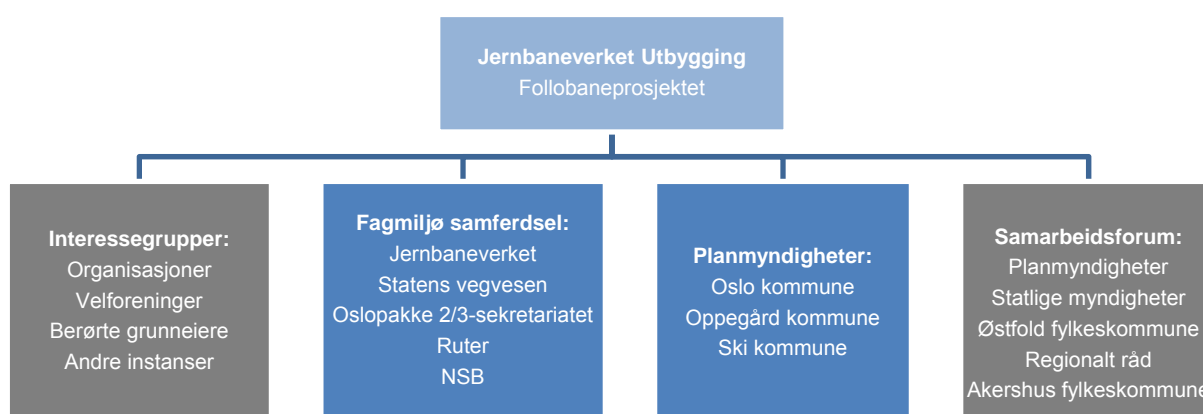 Jernbaneverket Utbygging
Follobaneprosjektet
Interessegrupper:
Organisasjoner
Velforeninger
Berørte grunneiere
Andre instanser
Fagmiljø samferdsel:
Jernbaneverket
Statens vegvesen
Oslopakke 2/3-sekretariatet
Ruter
NSB
Planmyndigheter:
Oslo kommune
Oppegård kommune
Ski kommune
Samarbeidsforum:
Planmyndigheter
Statlige myndigheter
Østfold fylkeskommune
Regionalt råd
Akershus fylkeskommune